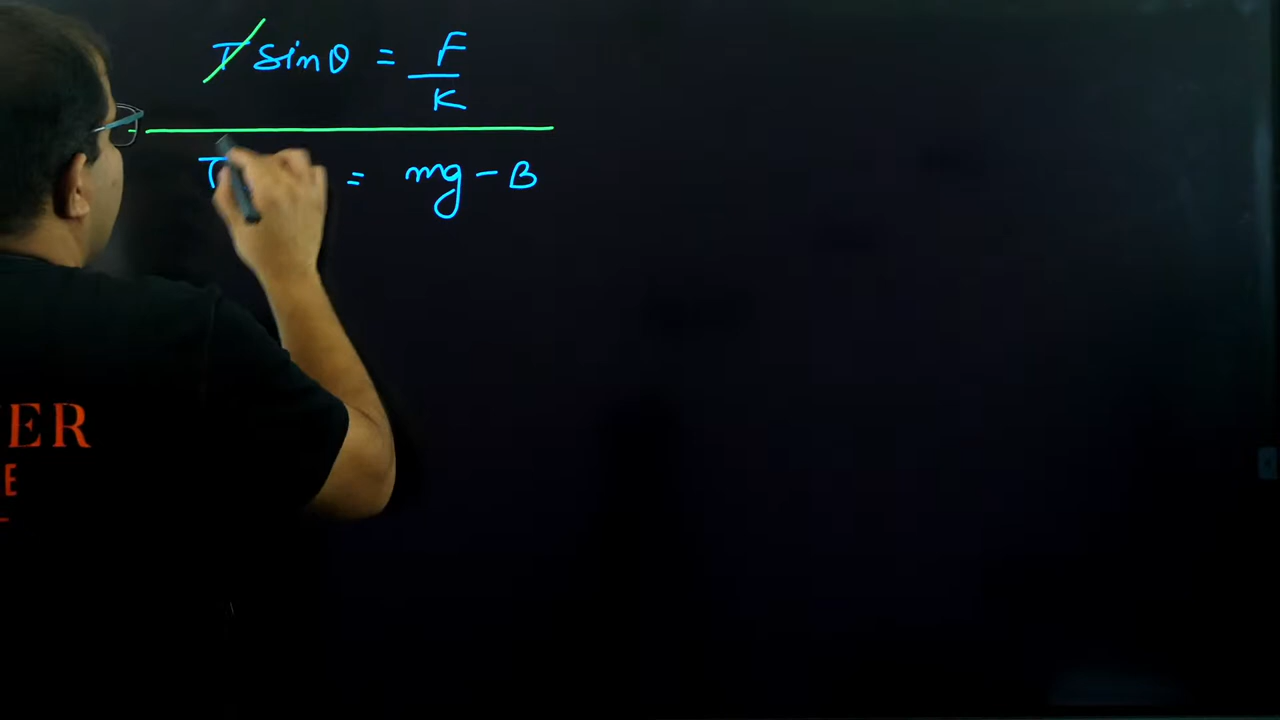 T sin θ = F/K
T = mg - B
ER
E